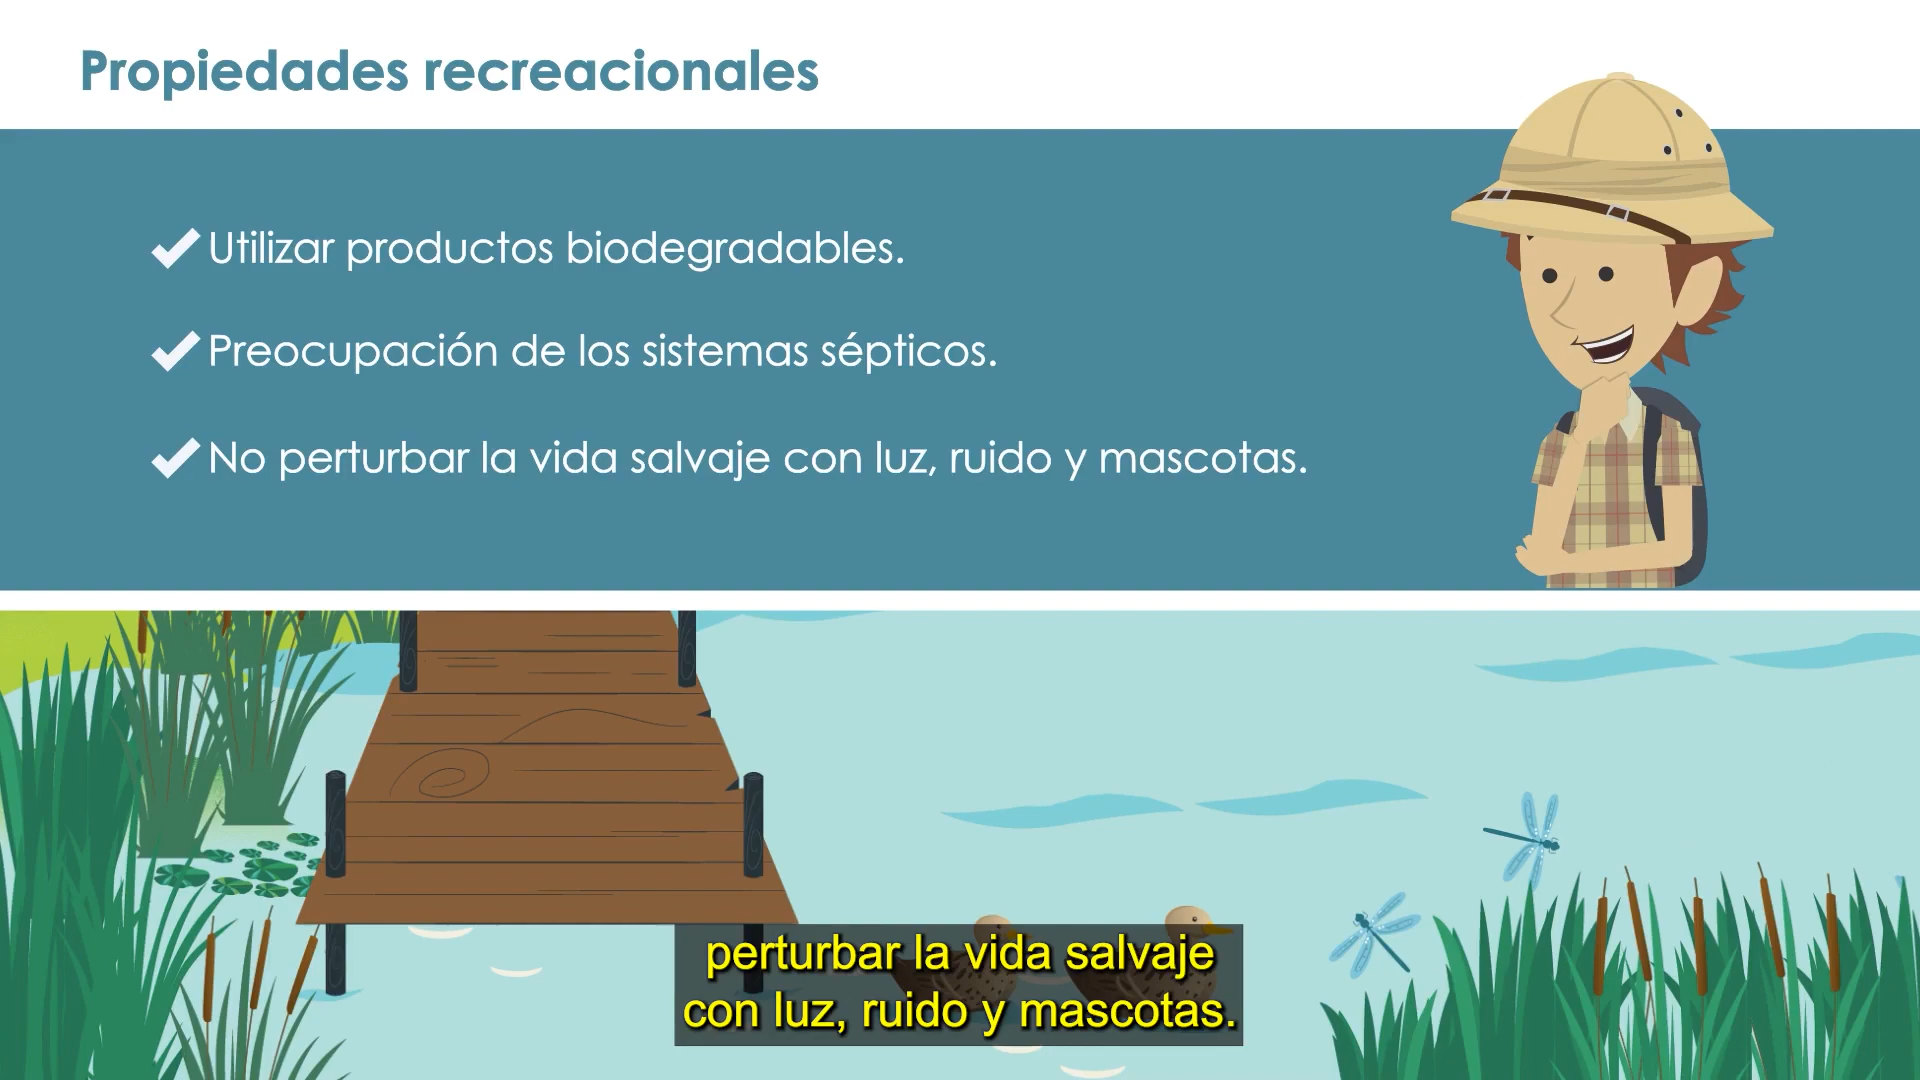 Propiedades recreacionales
Utilizar productos biodegradables.
Preocupación de los sistemas sépticos.
No perturbar la vida salvaje con luz, ruido y mascotas.
perturbar la vida salvaje
con luz, ruido y mascotas.